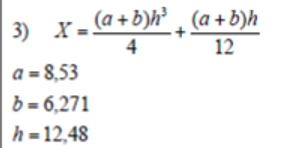 3) X = (a + b)h³/4 + (a + b)h/12
a = 8,53
b = 6,271
h = 12,48